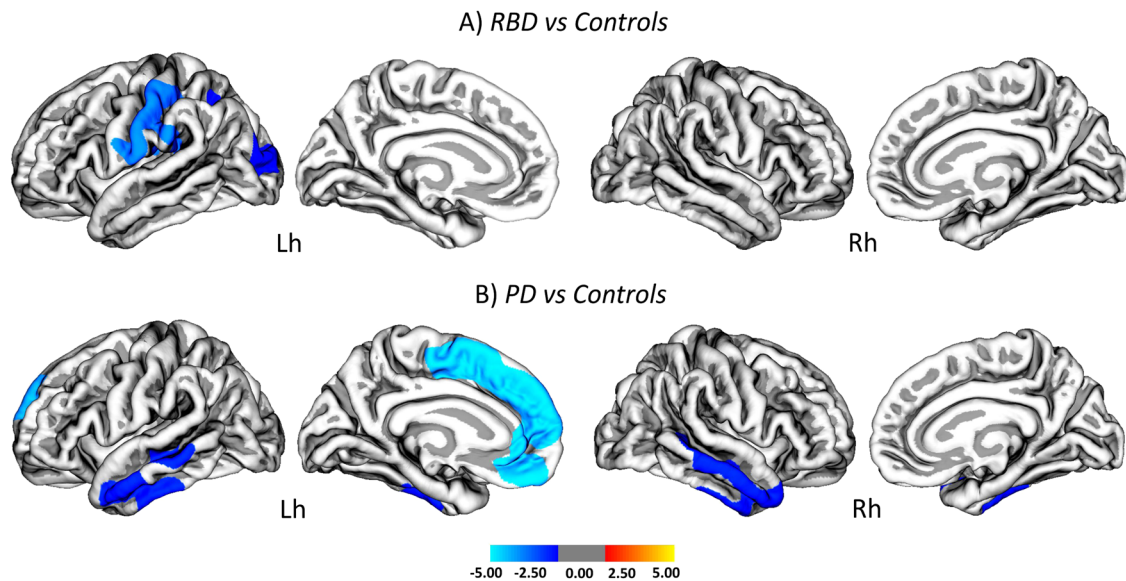 A) RBD vs Controls
Lh Rh
B) PD vs Controls
Lh Rh
-5.00 -2.50 0.00 2.50 5.00